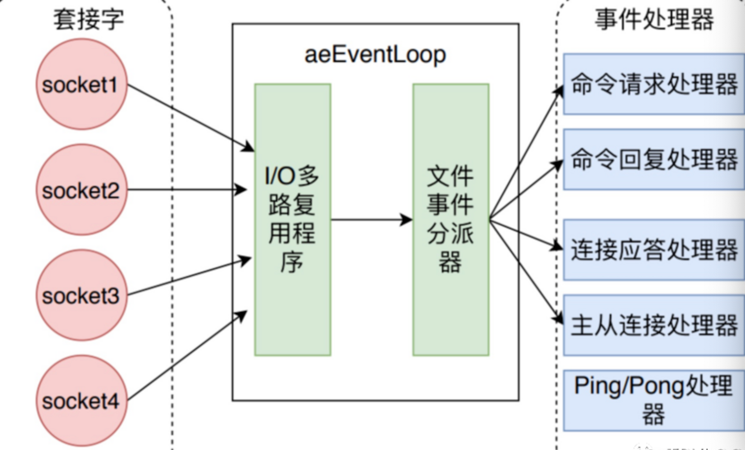 套接字
事件处理器
aeEventLoop
socket1
socket2
socket3
socket4
I/O多
路复
用程
序
文件
事件
分派
器
命令请求处理器
命令回复处理器
连接应答处理器
主从连接处理器
Ping/Pong处理
器